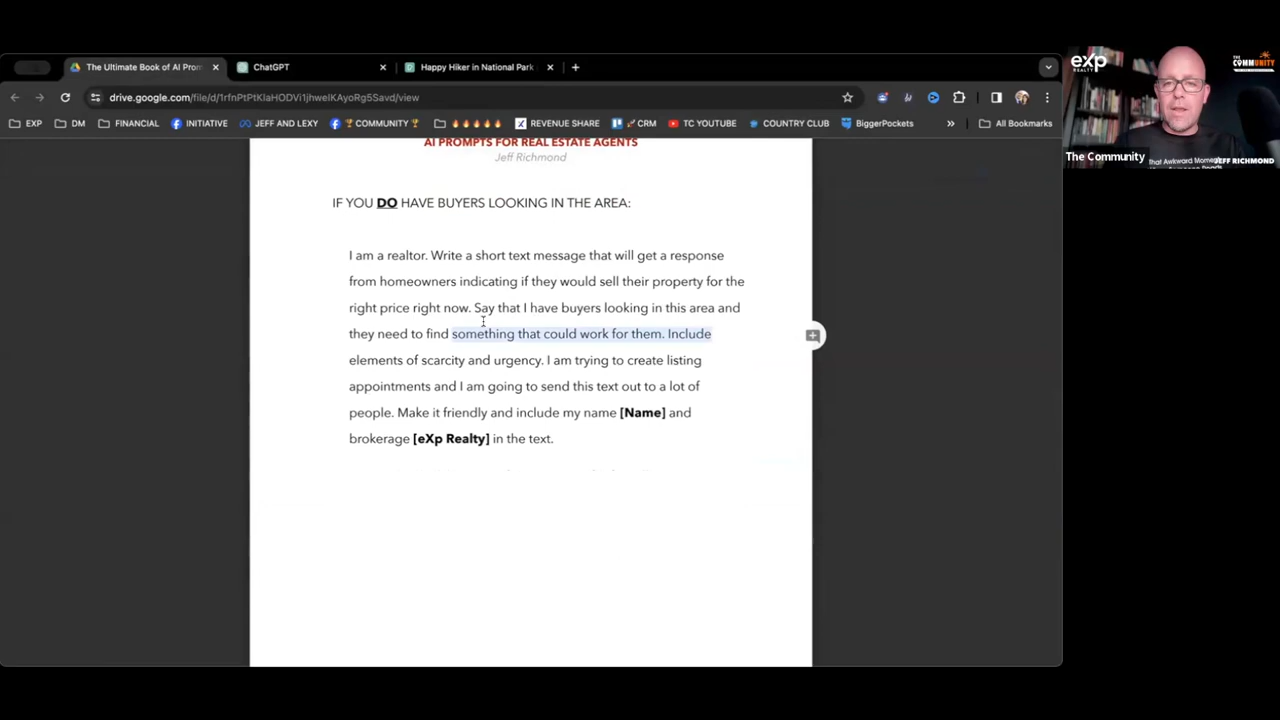 The Ultimate Book of AI Prom
ChatGPT
Happy Hiker in National Park
drive.google.com/file/d/1rfnPtPtKlaHODVi1jhwelKAyoRg5Savd/view
EXP
DM
FINANCIAL
INITIATIVE
JEFF AND LEXY
COMMUNITY
REVENUE SHARE
CRM
TC YOUTUBE
COUNTRY CLUB
BiggerPockets
»
All Bookmarks
AI PROMPTS FOR REAL ESTATE AGENTS
Jeff Richmond
IF YOU DO HAVE BUYERS LOOKING IN THE AREA:
I am a realtor. Write a short text message that will get a response
from homeowners indicating if they would sell their property for the
right price right now. Say that I have buyers looking in this area and
they need to find something that could work for them. Include
elements of scarcity and urgency. I am trying to create listing
appointments and I am going to send this text out to a lot of
people. Make it friendly and include my name [Name] and
brokerage [eXp Realty] in the text.
exp
REALTY
THE
COMMUNITY
The Community
That Awkward Momen
JEFF RICHMOND